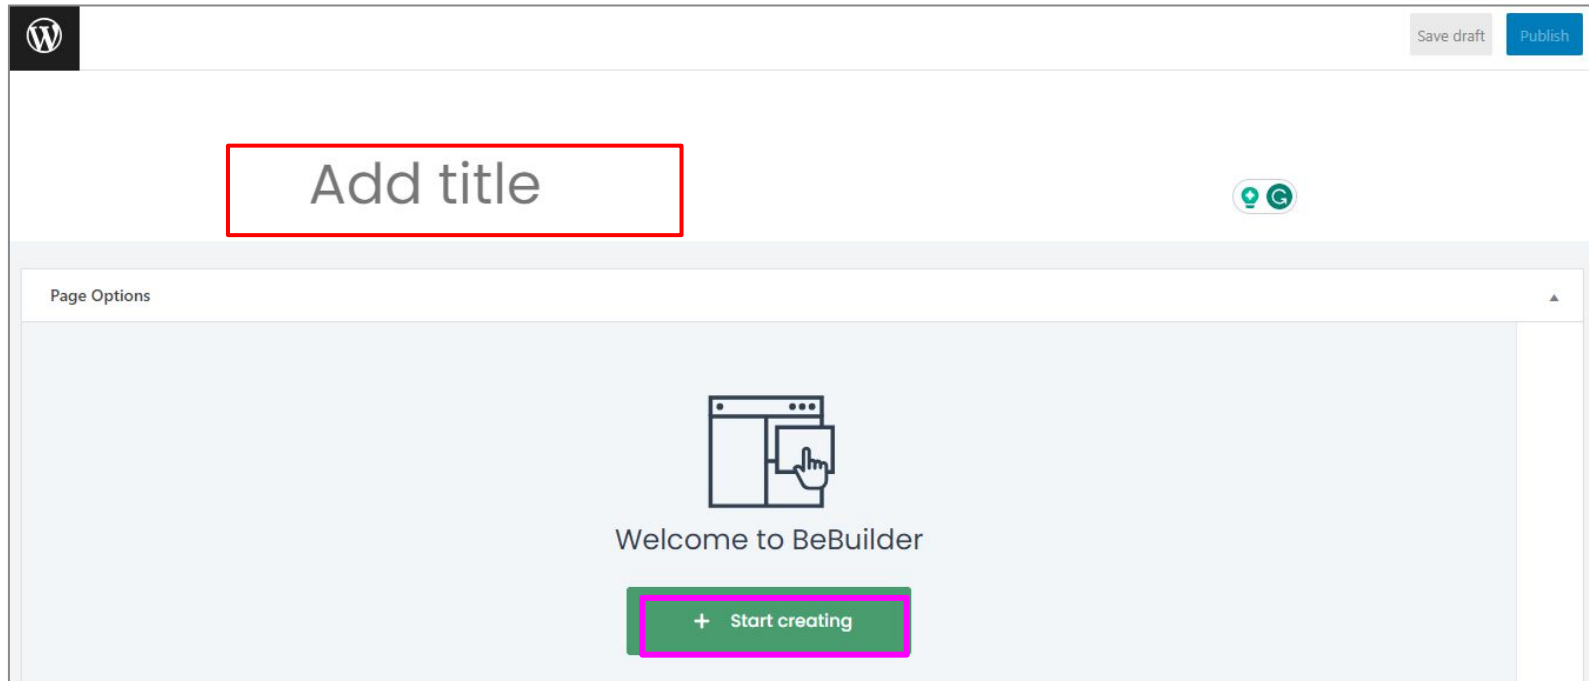 Save draft
Publish
Add title
Page Options
Welcome to BeBuilder
+ Start creating